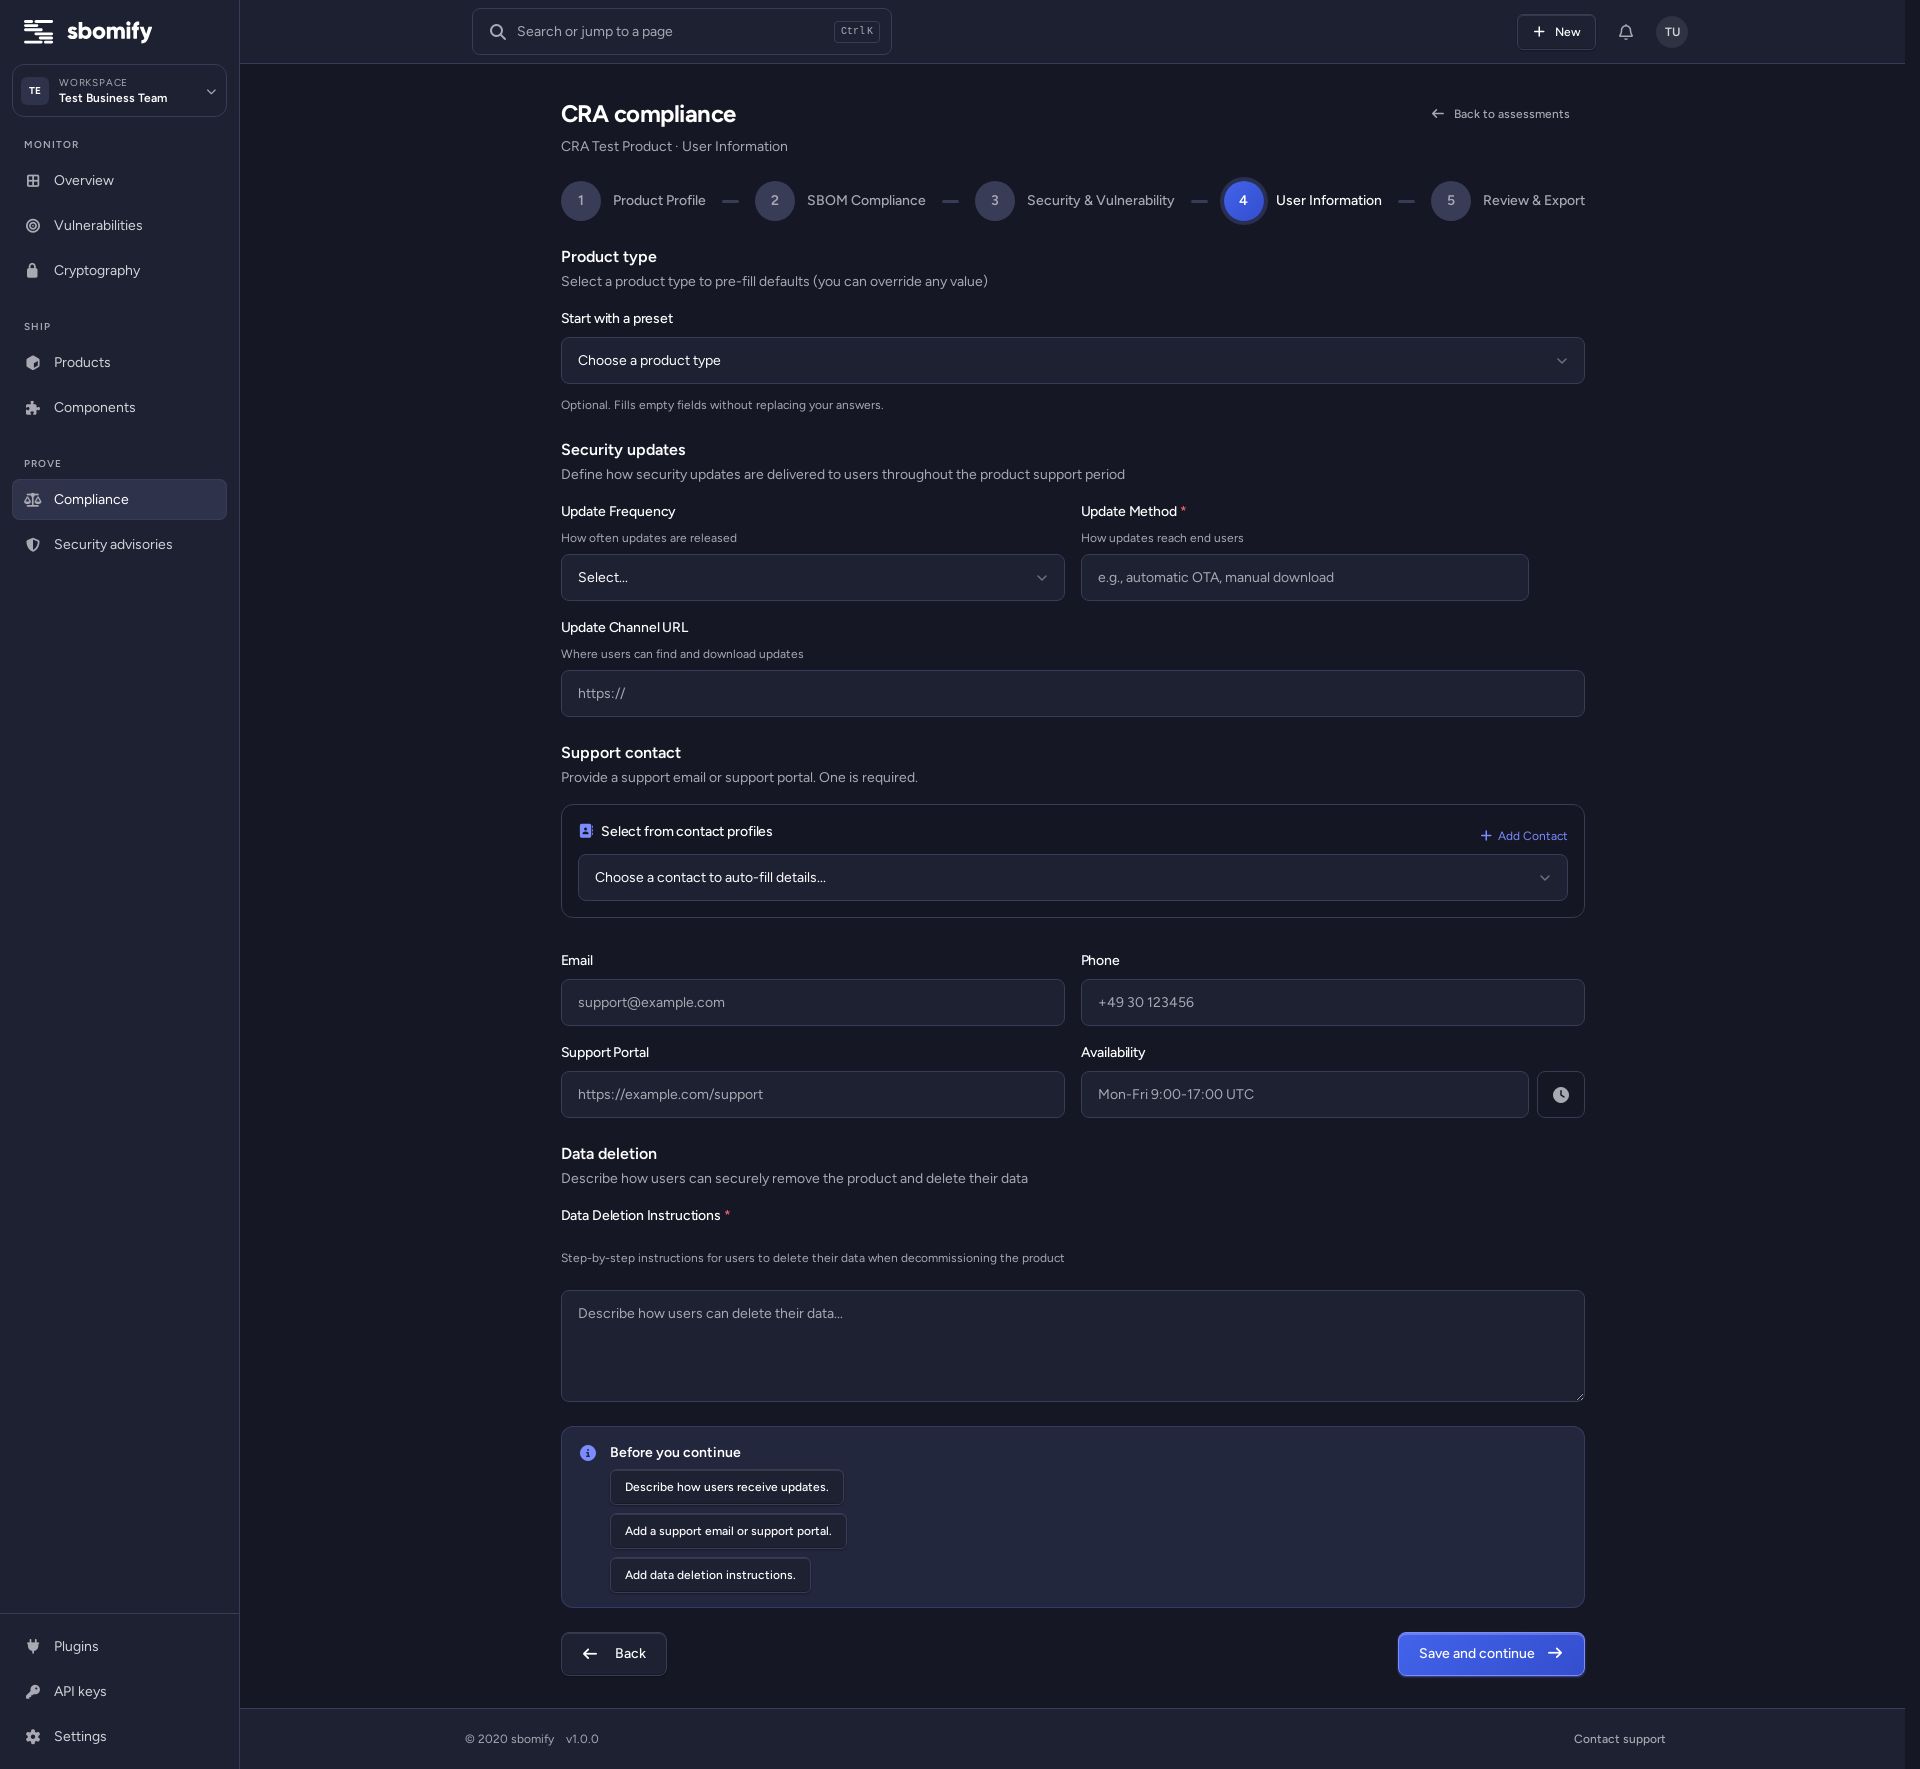 sbomify
Search or jump to a page
Ctrl K
New
TU
TE
WORKSPACE
Test Business Team
MONITOR
Overview
Vulnerabilities
Cryptography
SHIP
Products
Components
PROVE
Compliance
Security advisories
Plugins
API keys
Settings
CRA compliance
Back to assessments
CRA Test Product · User Information
1 Product Profile
2 SBOM Compliance
3 Security & Vulnerability
4 User Information
5 Review & Export
Product type
Select a product type to pre-fill defaults (you can override any value)
Start with a preset
Choose a product type
Optional. Fills empty fields without replacing your answers.
Security updates
Define how security updates are delivered to users throughout the product support period
Update Frequency
How often updates are released
Select...
Update Method *
How updates reach end users
e.g., automatic OTA, manual download
Update Channel URL
Where users can find and download updates
https://
Support contact
Provide a support email or support portal. One is required.
Select from contact profiles
Add Contact
Choose a contact to auto-fill details...
Email
support@example.com
Phone
+49 30 123456
Support Portal
https://example.com/support
Availability
Mon-Fri 9:00-17:00 UTC
Data deletion
Describe how users can securely remove the product and delete their data
Data Deletion Instructions *
Step-by-step instructions for users to delete their data when decommissioning the product
Describe how users can delete their data...
Before you continue
Describe how users receive updates.
Add a support email or support portal.
Add data deletion instructions.
Back
Save and continue
© 2020 sbomify v1.0.0
Contact support